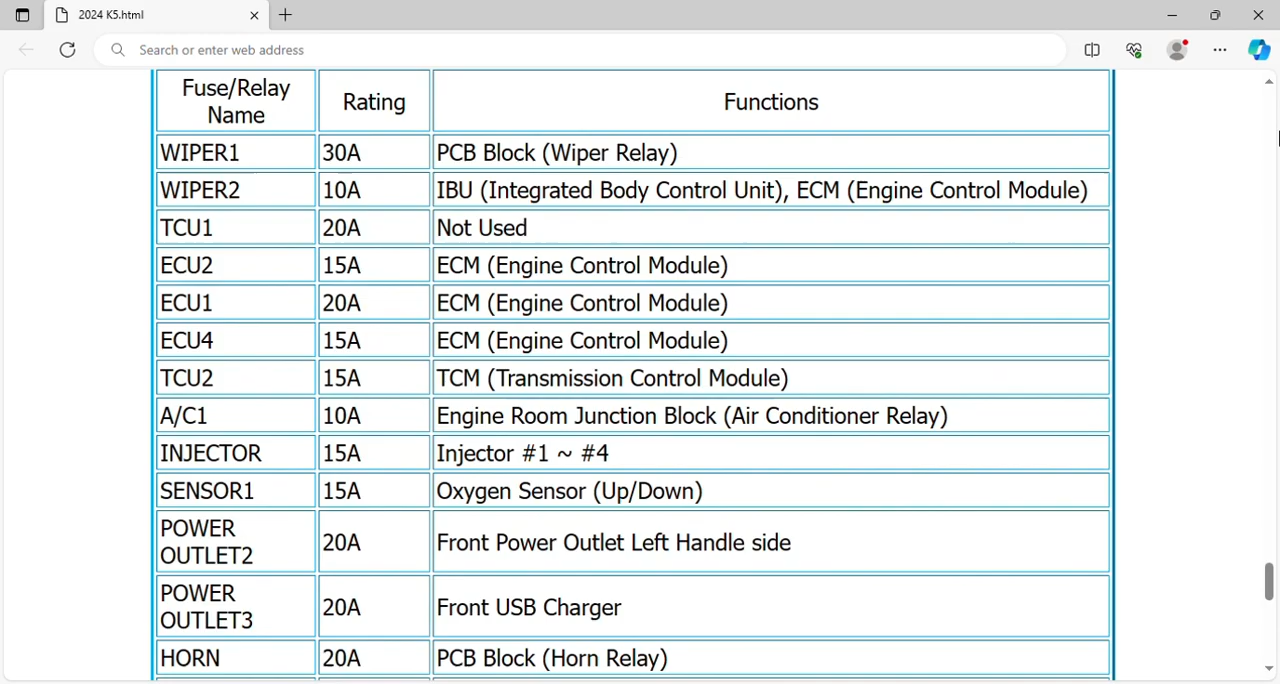 2024 K5.html
Search or enter web address
Fuse/Relay
Name
Rating
Functions
WIPER1 30A PCB Block (Wiper Relay)
WIPER2 10A IBU (Integrated Body Control Unit), ECM (Engine Control Module)
TCU1 20A Not Used
ECU2 15A ECM (Engine Control Module)
ECU1 20A ECM (Engine Control Module)
ECU4 15A ECM (Engine Control Module)
TCU2 15A TCM (Transmission Control Module)
A/C1 10A Engine Room Junction Block (Air Conditioner Relay)
INJECTOR 15A Injector #1 ~ #4
SENSOR1 15A Oxygen Sensor (Up/Down)
POWER
OUTLET2
20A Front Power Outlet Left Handle side
POWER
OUTLET3
20A Front USB Charger
HORN 20A PCB Block (Horn Relay)